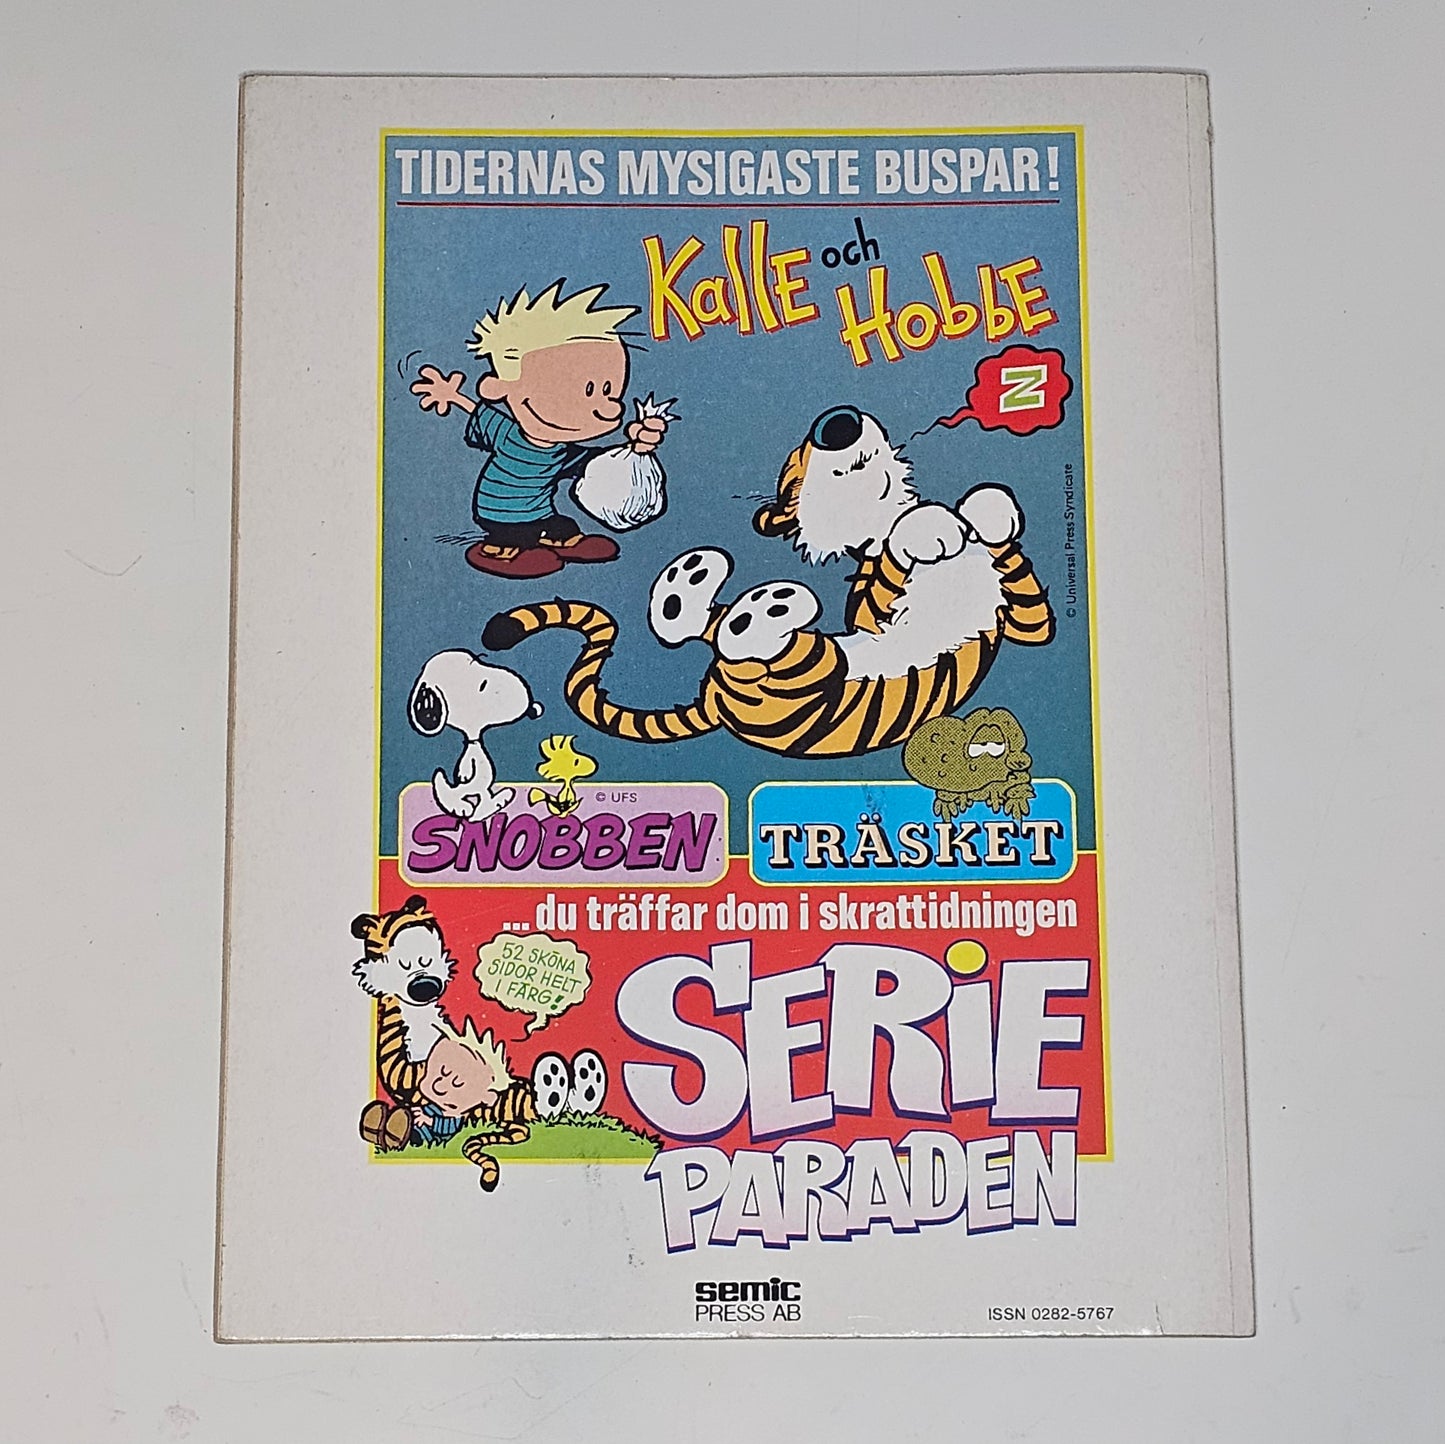 TIDERNAS MYSIGASTE BUSPAR!
KallE och HobbE
Z
© Universal Press Syndicate
© UFS
SNOBBEN
TRÄSKET
...du träffar dom i skrattidningen
52 SKÖNA
SIDOR HELT
I FÄRG!
SERiE
PARADEN
semic
PRESS AB
ISSN 0282-5767